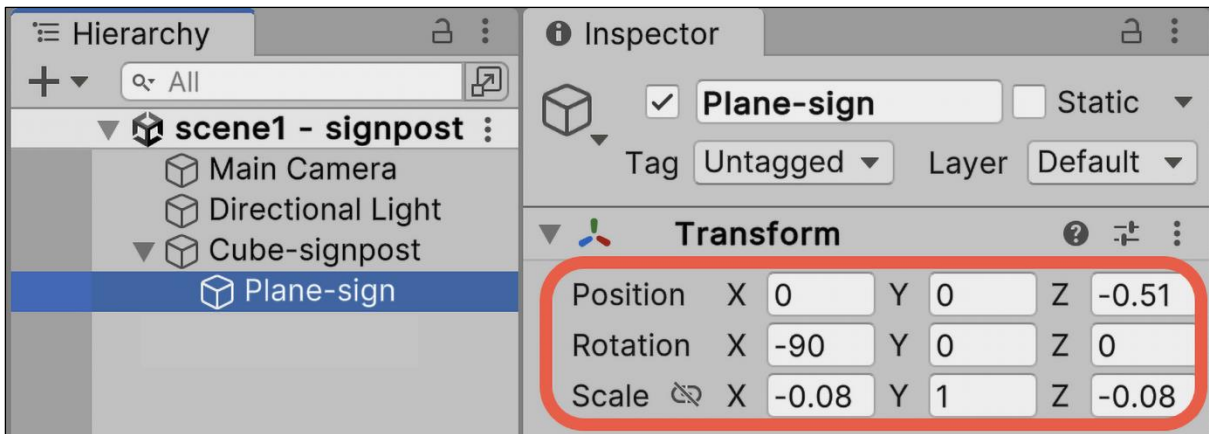 Hierarchy
All
scene1 - signpost
Main Camera
Directional Light
Cube-signpost
Plane-sign
Inspector
Plane-sign Static
Tag Untagged Layer Default
Transform
Position X 0 Y 0 Z -0.51
Rotation X -90 Y 0 Z 0
Scale X -0.08 Y 1 Z -0.08